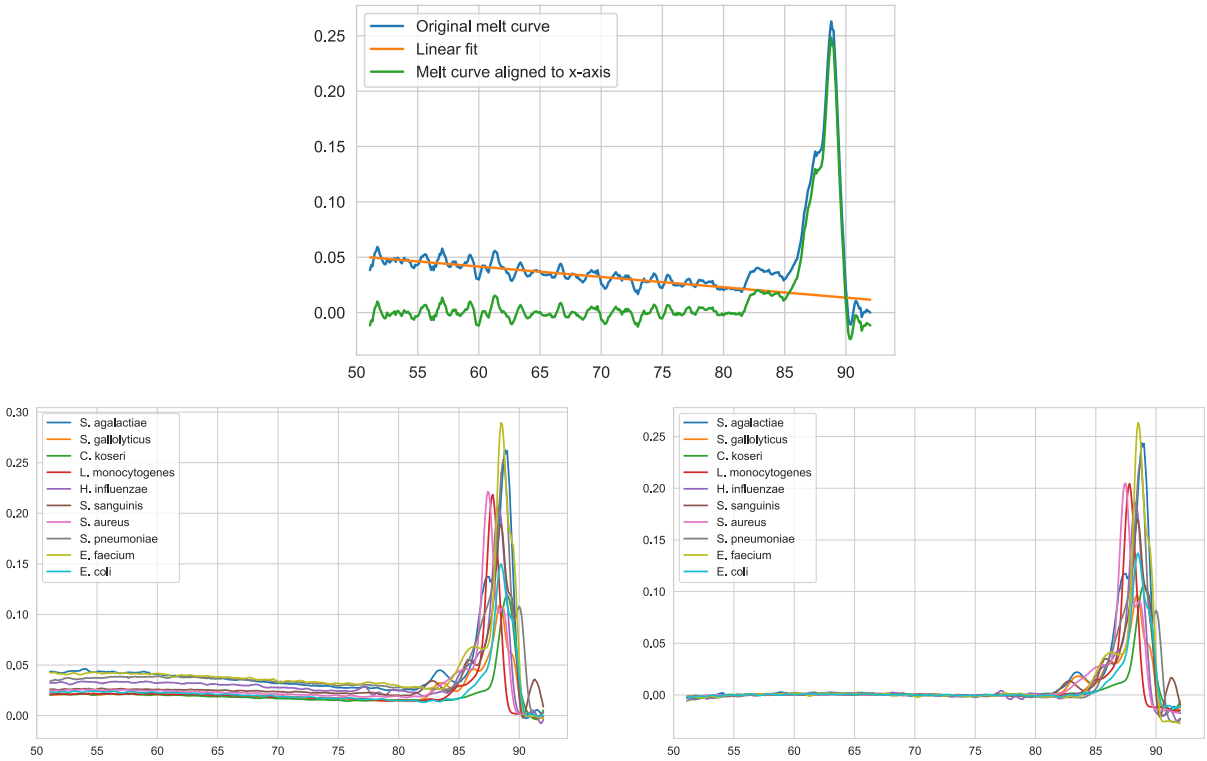 Original melt curve
Linear fit
Melt curve aligned to x-axis
0.25
0.20
0.15
0.10
0.05
0.00
50 55 60 65 70 75 80 85 90
0.30
0.25
0.20
0.15
0.10
0.05
0.00
S. agalactiae
S. gallolyticus
C. koseri
L. monocytogenes
H. influenzae
S. sanguinis
S. aureus
S. pneumoniae
E. faecium
E. coli
50 55 60 65 70 75 80 85 90
0.25
0.20
0.15
0.10
0.05
0.00
S. agalactiae
S. gallolyticus
C. koseri
L. monocytogenes
H. influenzae
S. sanguinis
S. aureus
S. pneumoniae
E. faecium
E. coli
50 55 60 65 70 75 80 85 90